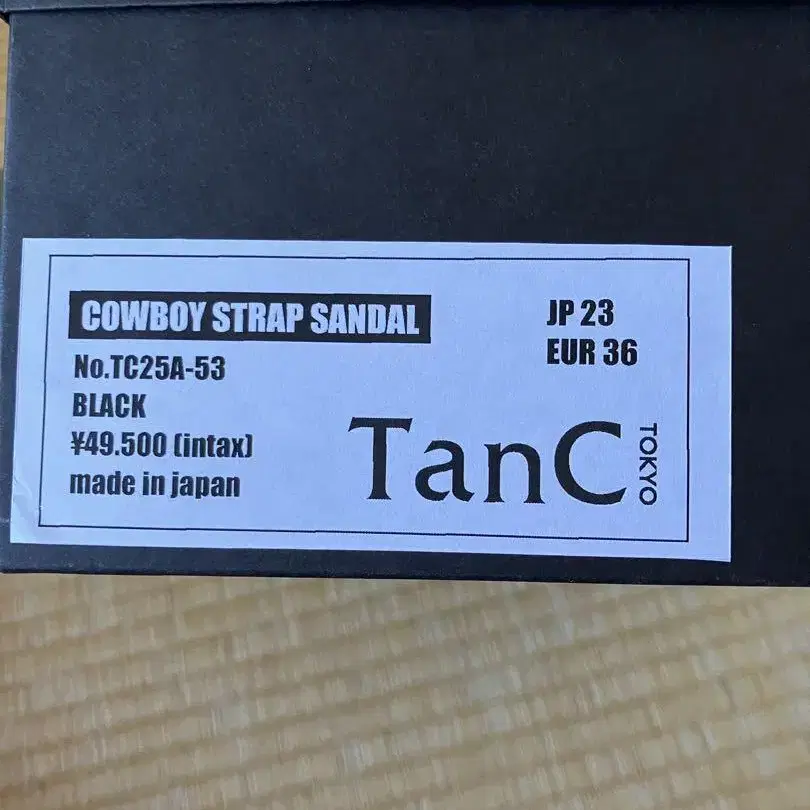 COWBOY STRAP SANDAL
No.TC25A-53
BLACK
¥49.500 (intax)
made in japan
JP 23
EUR 36
TanC TOKYO